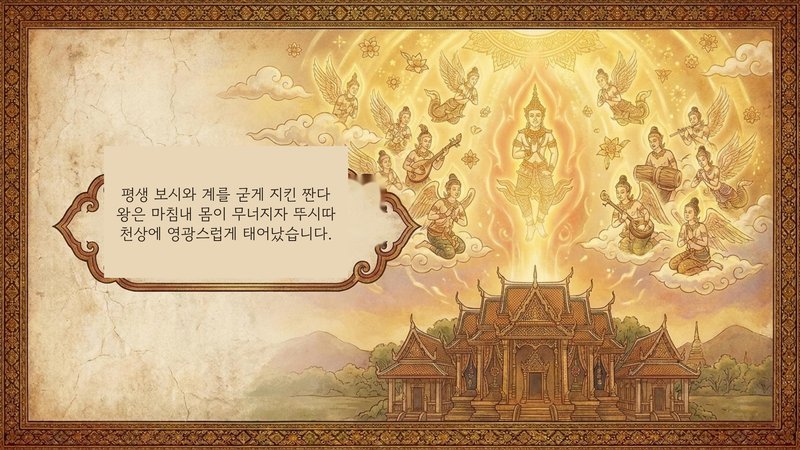 평생 보시와 계를 굳게 지킨 짠다
왕은 마침내 몸이 무너지자 뚜시따
천상에 영광스럽게 태어났습니다.